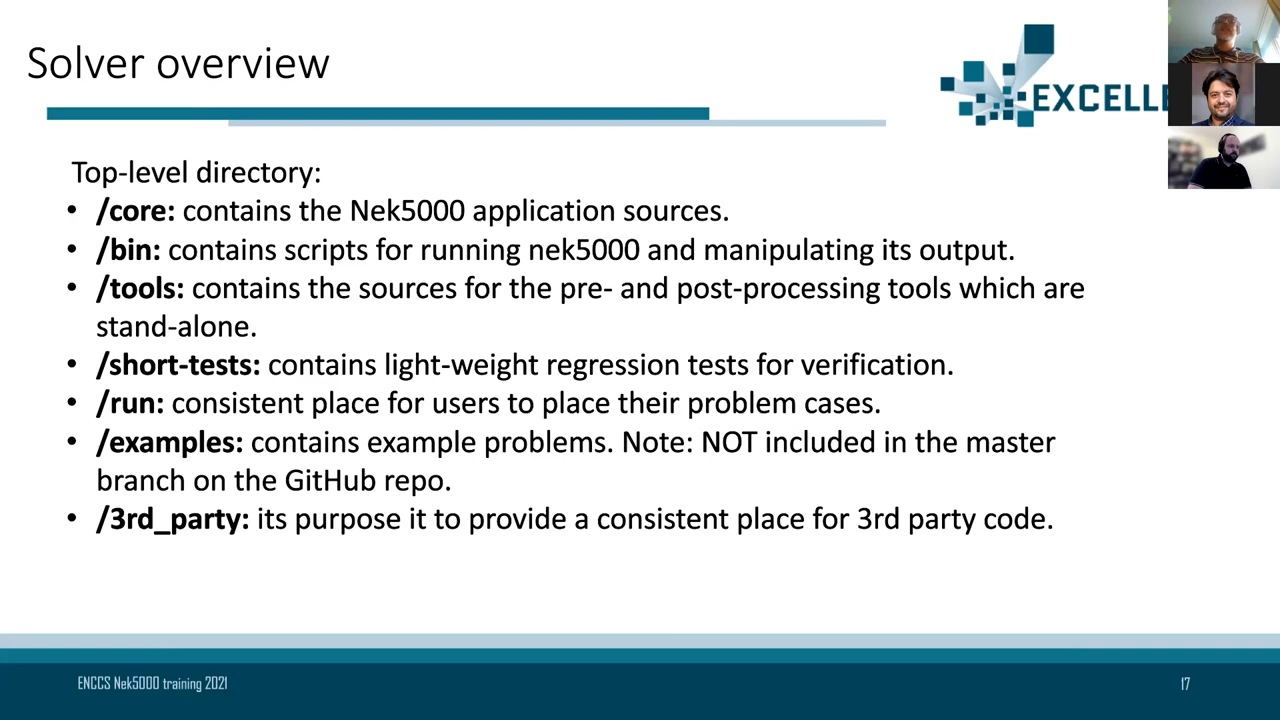 Solver overview
EXCELLE
Top-level directory:
• /core: contains the Nek5000 application sources.
• /bin: contains scripts for running nek5000 and manipulating its output.
• /tools: contains the sources for the pre- and post-processing tools which are
stand-alone.
• /short-tests: contains light-weight regression tests for verification.
• /run: consistent place for users to place their problem cases.
• /examples: contains example problems. Note: NOT included in the master
branch on the GitHub repo.
• /3rd_party: its purpose it to provide a consistent place for 3rd party code.
ENCCS Nek5000 training 2021
17